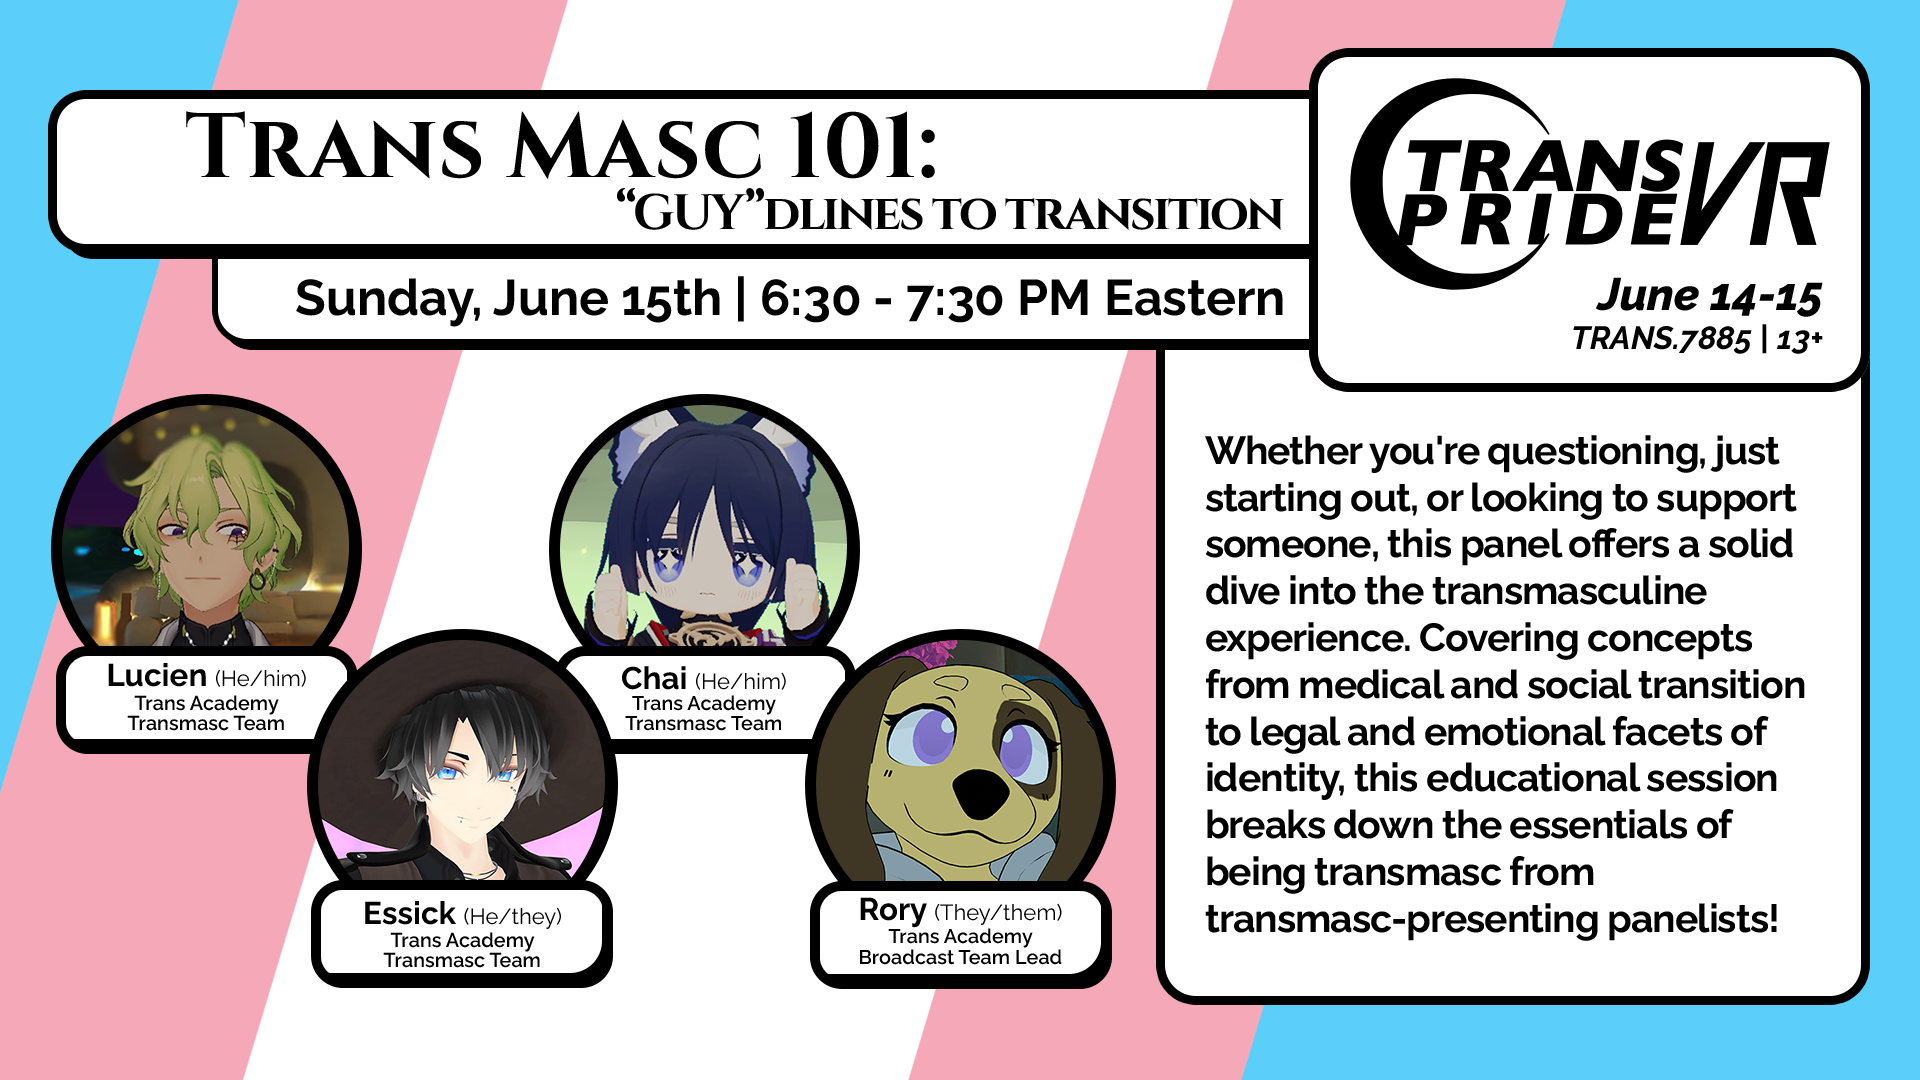 Trans Masc 101:
“GUY”dlines to transition
Sunday, June 15th | 6:30 - 7:30 PM Eastern
TRANS
PRIDE VR
June 14-15
TRANS.7885 | 13+
Lucien (He/him)
Trans Academy
Transmasc Team
Chai (He/him)
Trans Academy
Transmasc Team
Essick (He/they)
Trans Academy
Transmasc Team
Rory (They/them)
Trans Academy
Broadcast Team Lead
Whether you're questioning, just
starting out, or looking to support
someone, this panel offers a solid
dive into the transmasculine
experience. Covering concepts
from medical and social transition
to legal and emotional facets of
identity, this educational session
breaks down the essentials of
being transmasc from
transmasc-presenting panelists!